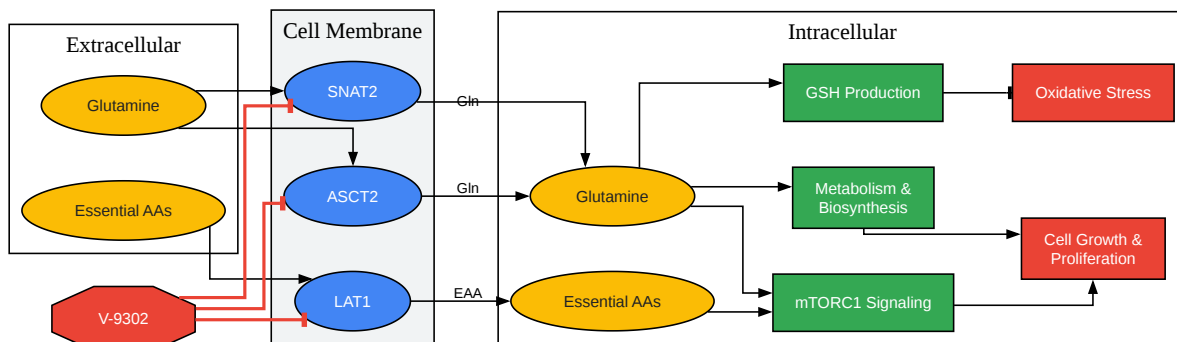 Extracellular
Cell Membrane
Intracellular
Glutamine
Essential AAs
V-9302
SNAT2
ASCT2
LAT1
Gln
Gln
EAA
Glutamine
Essential AAs
GSH Production
Metabolism &
Biosynthesis
mTORC1 Signaling
Oxidative Stress
Cell Growth &
Proliferation